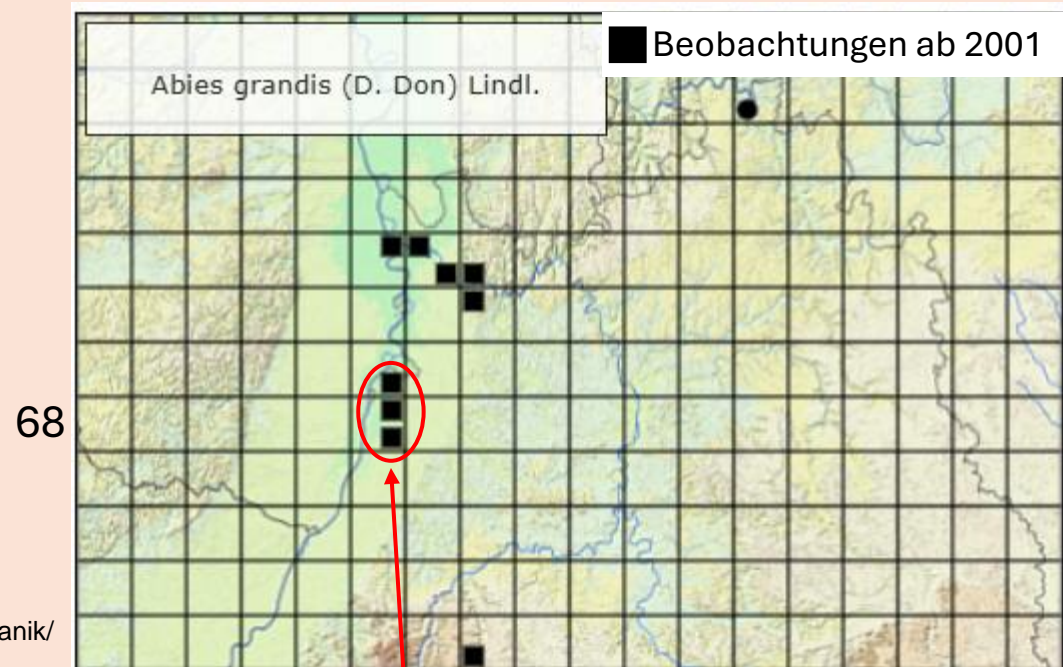 Abies grandis (D. Don) Lindl.
Beobachtungen ab 2001
68
anik/